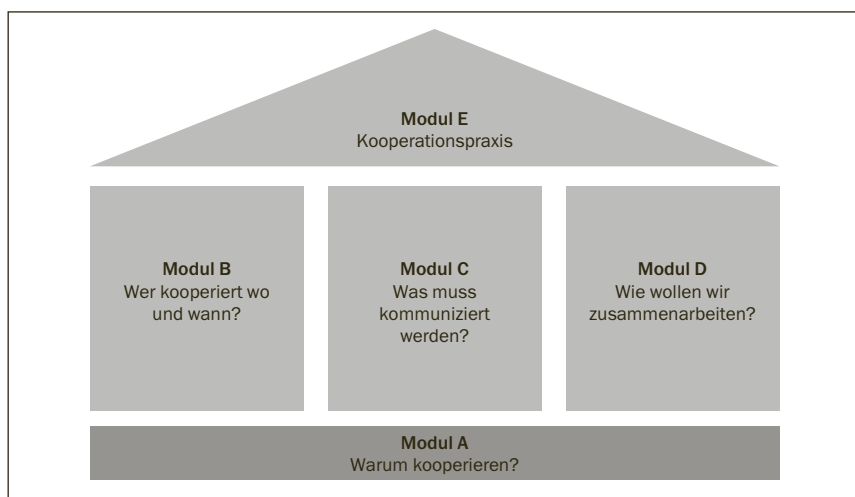 Modul E
Kooperationspraxis
Modul B
Wer kooperiert wo
und wann?
Modul C
Was muss
kommuniziert
werden?
Modul D
Wie wollen wir
zusammenarbeiten?
Modul A
Warum kooperieren?